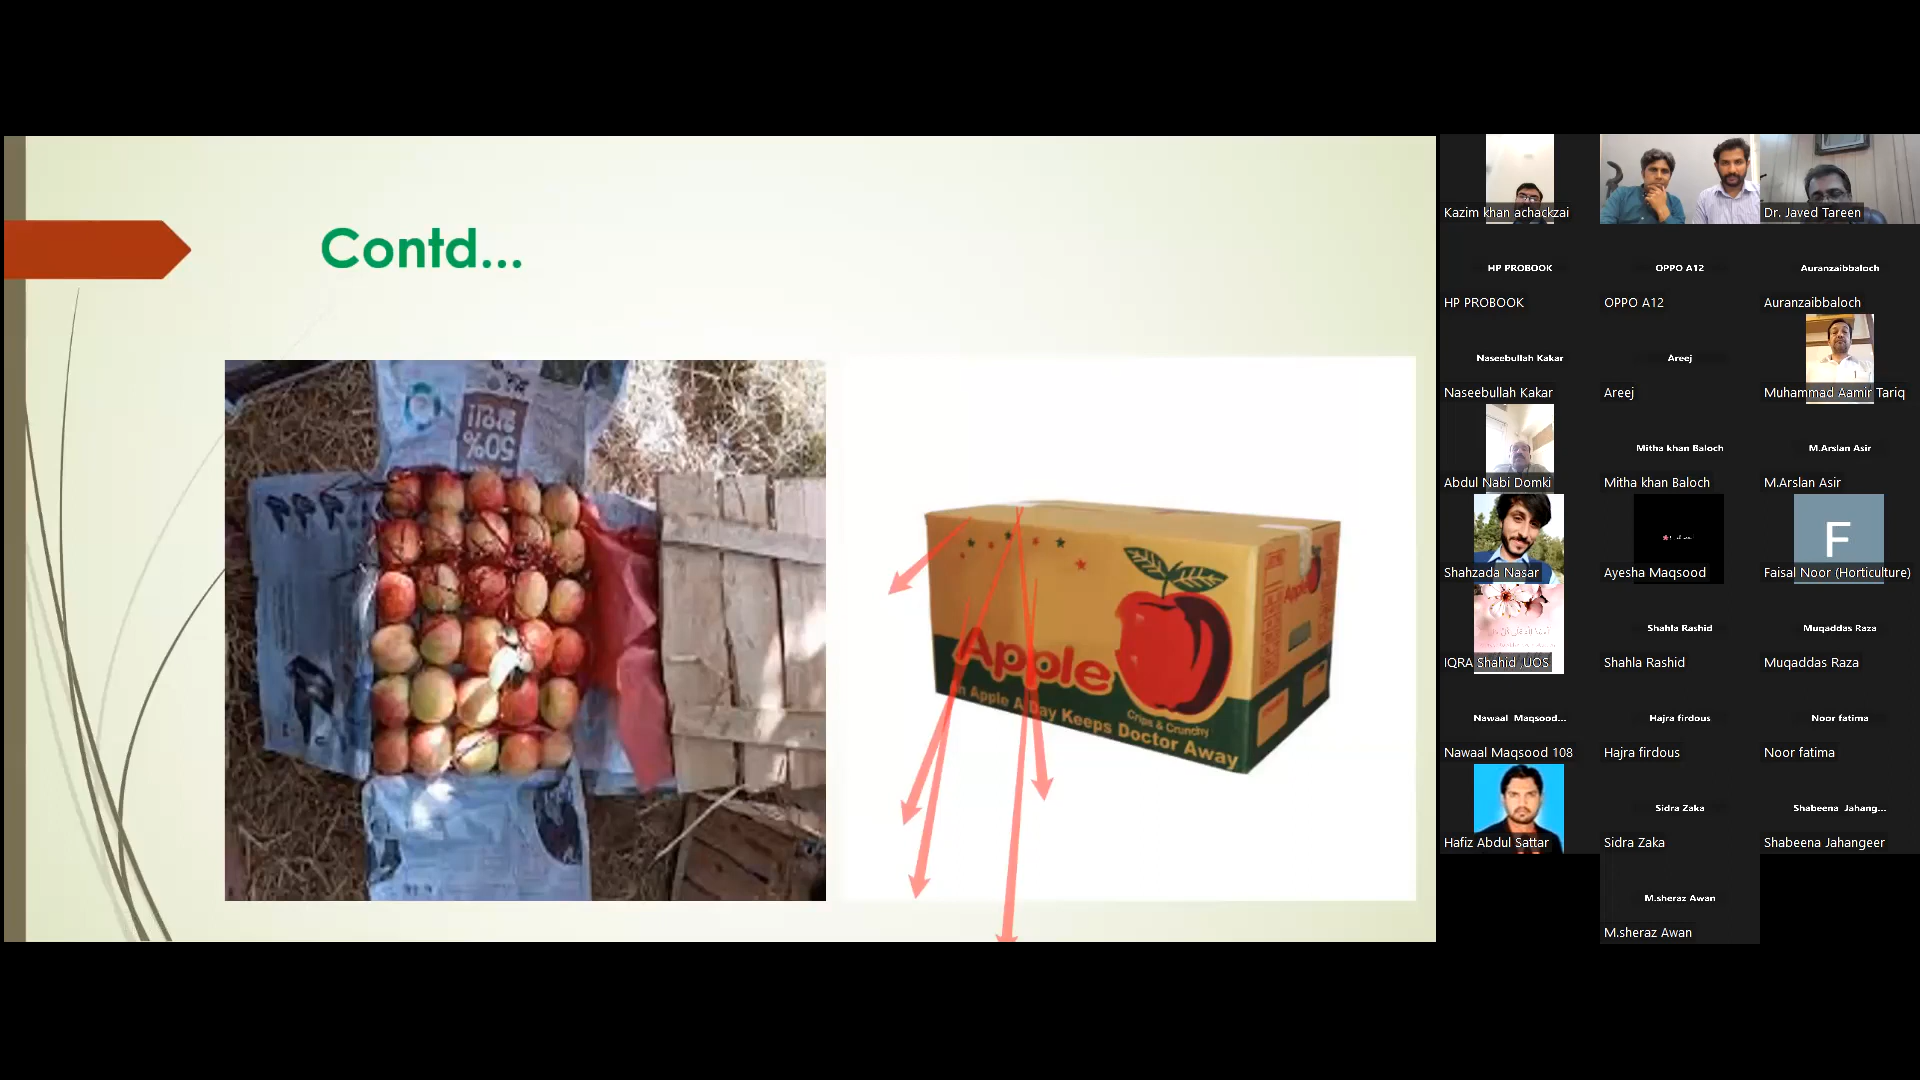 Contd...
50%
Apple
An Apple A Day Keeps Doctor Away
Crips & Crunchy
Apple
Kazim khan achackzai
Dr. Javed Tareen
HP PROBOOK
OPPO A12
Auranzaibbaloch
HP PROBOOK
OPPO A12
Auranzaibbaloch
Naseebullah Kakar
Areej
Naseebullah Kakar
Areej
Muhammad Aamir Tariq
Mitha khan Baloch
M.Arslan Asir
Abdul Nabi Domki
Mitha khan Baloch
M.Arslan Asir
F
Shahzada Nasar
Ayesha Maqsood
Faisal Noor (Horticulture)
Shahla Rashid
Muqaddas Raza
IQRA Shahid ,UOS
Shahla Rashid
Muqaddas Raza
Nawaal Maqsood...
Hajra firdous
Noor fatima
Nawaal Maqsood 108
Hajra firdous
Noor fatima
Sidra Zaka
Shabeena Jahang...
Hafiz Abdul Sattar
Sidra Zaka
Shabeena Jahangeer
M.sheraz Awan
M.sheraz Awan